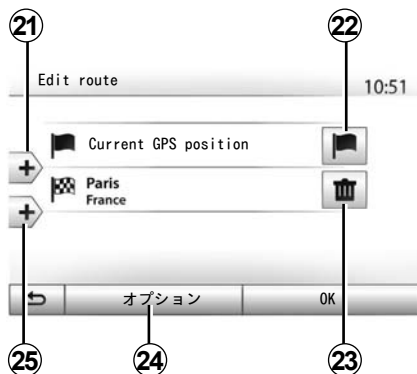 21 22
Edit route 10:51
Current GPS position
+
Paris
France
+
オプション OK
25 24 23